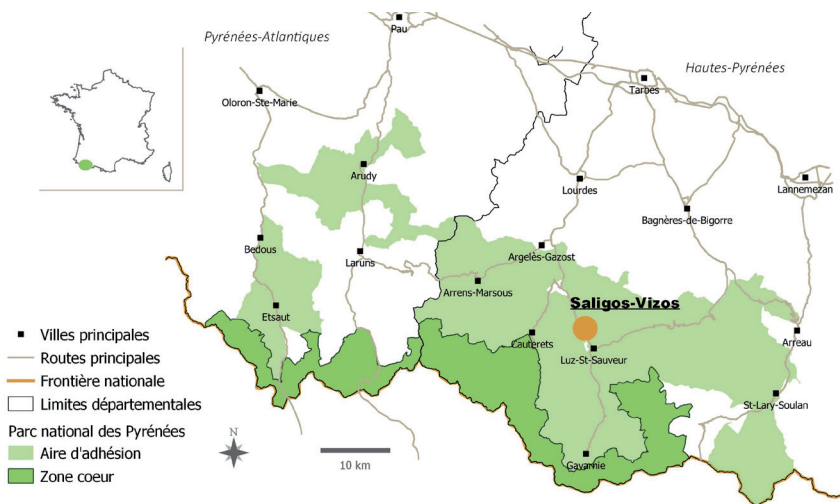 Pyrénées-Atlantiques
Pau
Hautes-Pyrénées
Tarbes
Oloron-Ste-Marie
Arudy
Lourdes
Lannemezan
Bagnères-de-Bigorre
Bedous
Laruns
Argelès-Gazost
Arrens-Marsous
Saligos-Vizos
Etsaut
Cauterets
Luz-St-Sauveur
Arreau
St-Lary-Soulan
Gavarnie
Villes principales
Routes principales
Frontière nationale
Limites départementales
Parc national des Pyrénées
Aire d'adhésion
Zone coeur
N
10 km